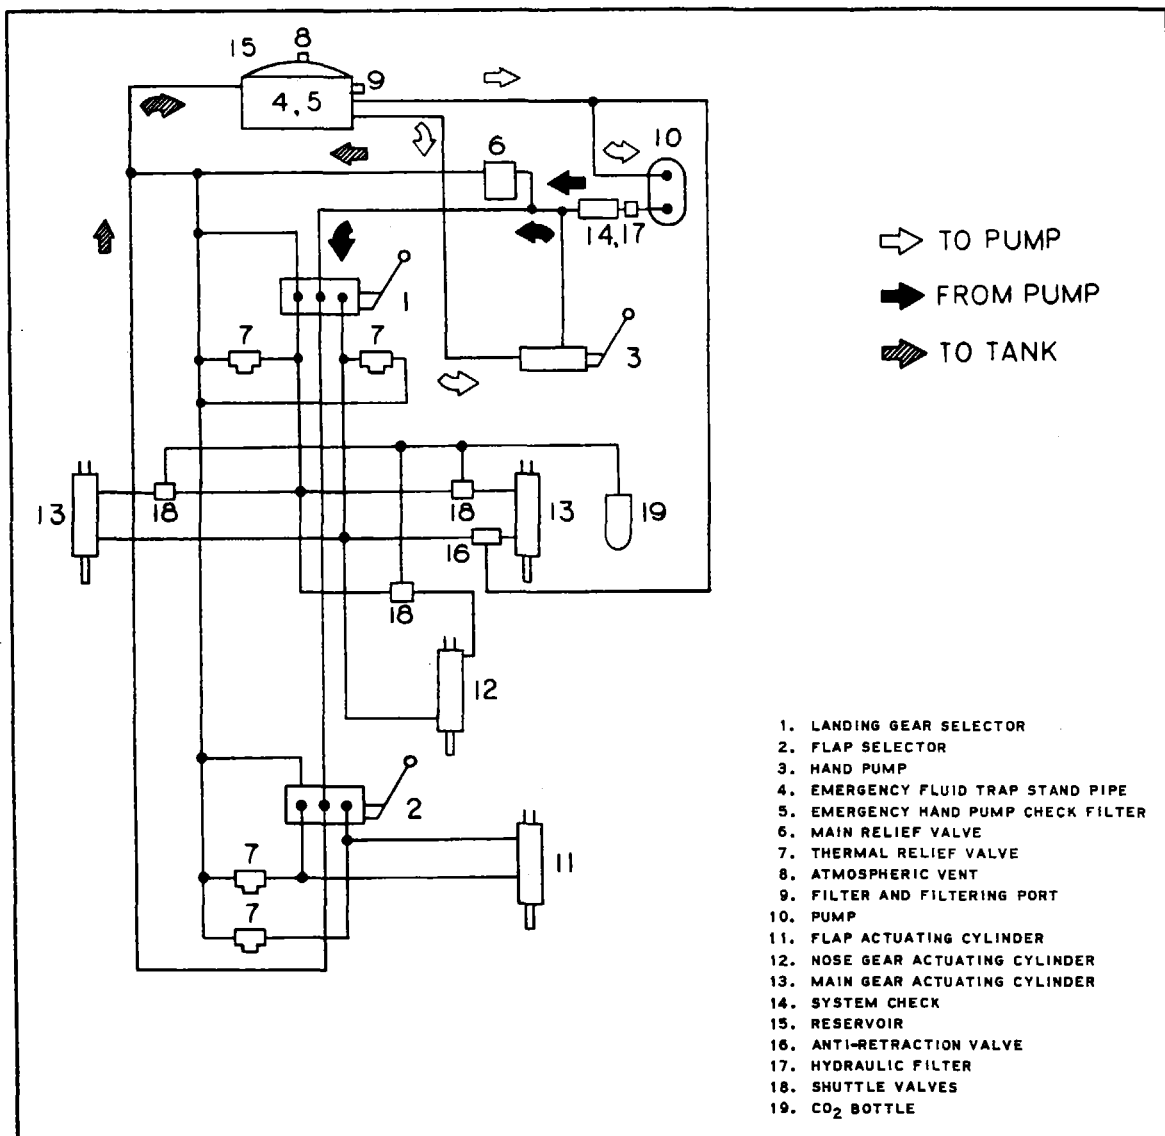 8
15
9
4, 5
10
6
14,17
TO PUMP
FROM PUMP
TO TANK
1
7
7
3
13
18
18
13
19
16
18
12
2
7
11
7
1. LANDING GEAR SELECTOR
2. FLAP SELECTOR
3. HAND PUMP
4. EMERGENCY FLUID TRAP STAND PIPE
5. EMERGENCY HAND PUMP CHECK FILTER
6. MAIN RELIEF VALVE
7. THERMAL RELIEF VALVE
8. ATMOSPHERIC VENT
9. FILTER AND FILTERING PORT
10. PUMP
11. FLAP ACTUATING CYLINDER
12. NOSE GEAR ACTUATING CYLINDER
13. MAIN GEAR ACTUATING CYLINDER
14. SYSTEM CHECK
15. RESERVOIR
16. ANTI-RETRACTION VALVE
17. HYDRAULIC FILTER
18. SHUTTLE VALVES
19. CO2 BOTTLE